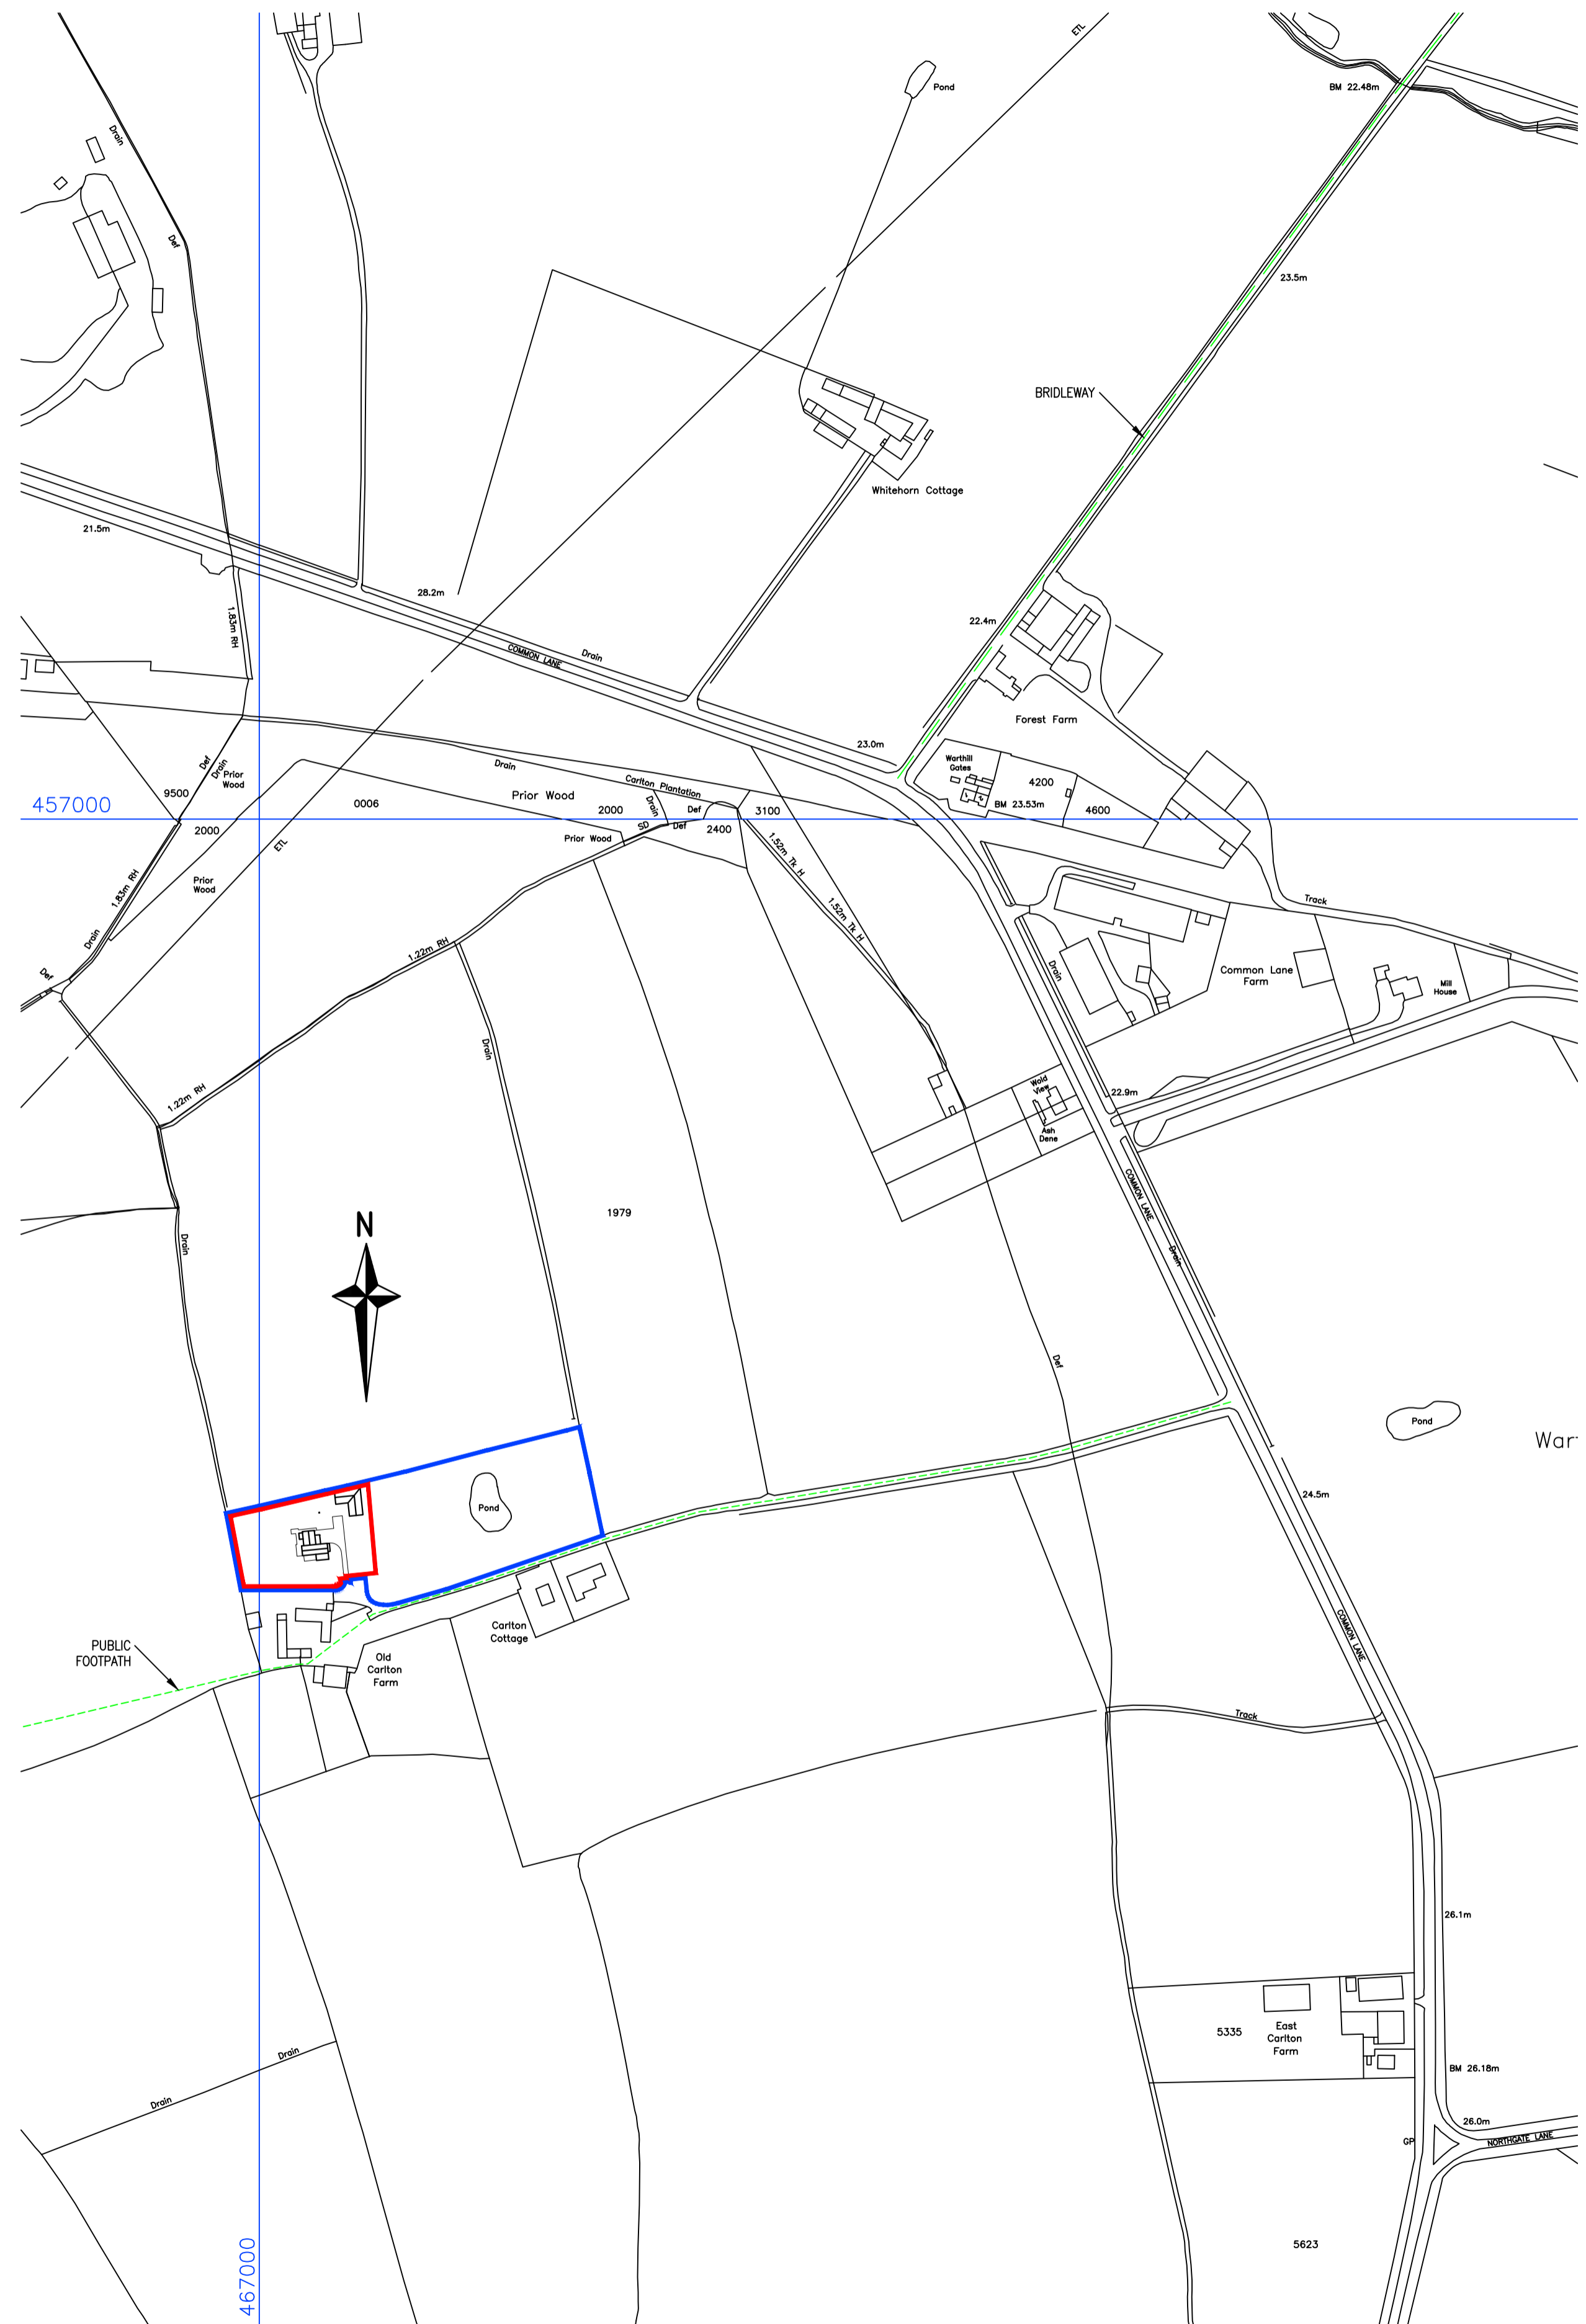 ETL
Pond
BM 22.48m
Drain
Def
23.5m
BRIDLEWAY
Whitehorn Cottage
21.5m
28.2m
1.83m RH
22.4m
COMMON LANE
Drain
Forest Farm
23.0m
Warthill
Gates
Drain
Def
Drain
Prior
Wood
Carlton Plantation
4200
9500
Prior Wood
457000
0006
2000
Drain
Def
3100
BM 23.53m
4600
2000
SD
Def
2400
Prior Wood
ETL
1.52m Tk H
1.83m RH
Prior
Wood
1.52m Tk H
Track
Drain
1.22m RH
Drain
Common Lane
Farm
Def
Mill
House
Drain
Wold
View
1.22m RH
22.9m
Ash
Dene
COMMON LANE
1979
N
Drain
Drain
Def
Pond
War
24.5m
Pond
Carlton
Cottage
COMMON LANE
PUBLIC
FOOTPATH
Old
Carlton
Farm
Track
26.1m
5335
East
Carlton
Farm
Drain
BM 26.18m
Drain
26.0m
GP
NORTHGATE LANE
467000
5623